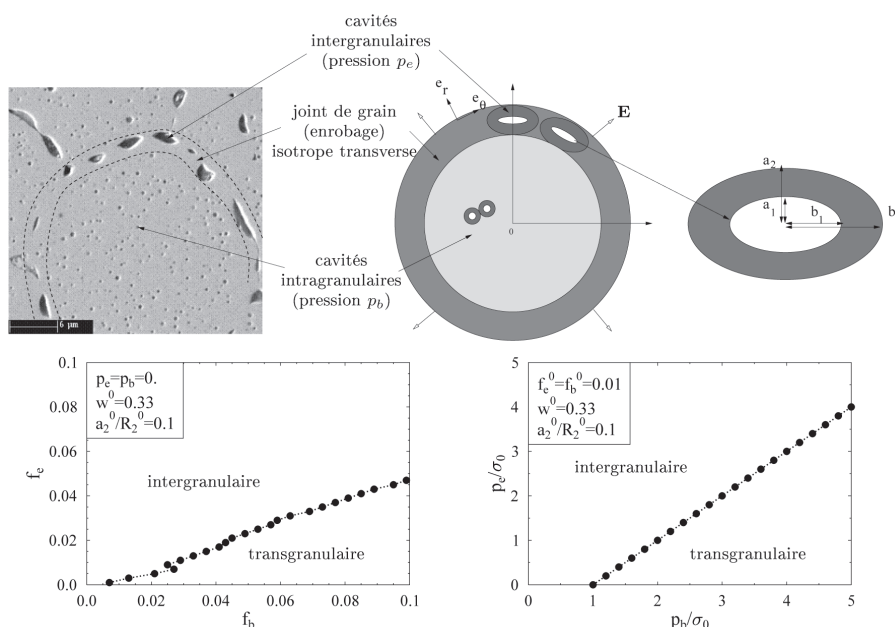 cavités
intergranulaires
(pression p_e)
joint de grain
(enrobage)
isotrope transverse
cavités
intragranulaires
(pression p_b)
6 µm
e_r
e_θ
E
0
a_2
a_1
b_1
b
0.1
0.08
0.06
0.04
0.02
0.0
f_e
p_e=p_b=0.
w^0=0.33
a_2^0/R_2^0=0.1
intergranulaire
transgranulaire
0.0 0.02 0.04 0.06 0.08 0.1
f_b
5
4
3
2
1
0
p_e/σ_0
f_e^0=f_b^0=0.01
w^0=0.33
a_2^0/R_2^0=0.1
intergranulaire
transgranulaire
0 1 2 3 4 5
p_b/σ_0